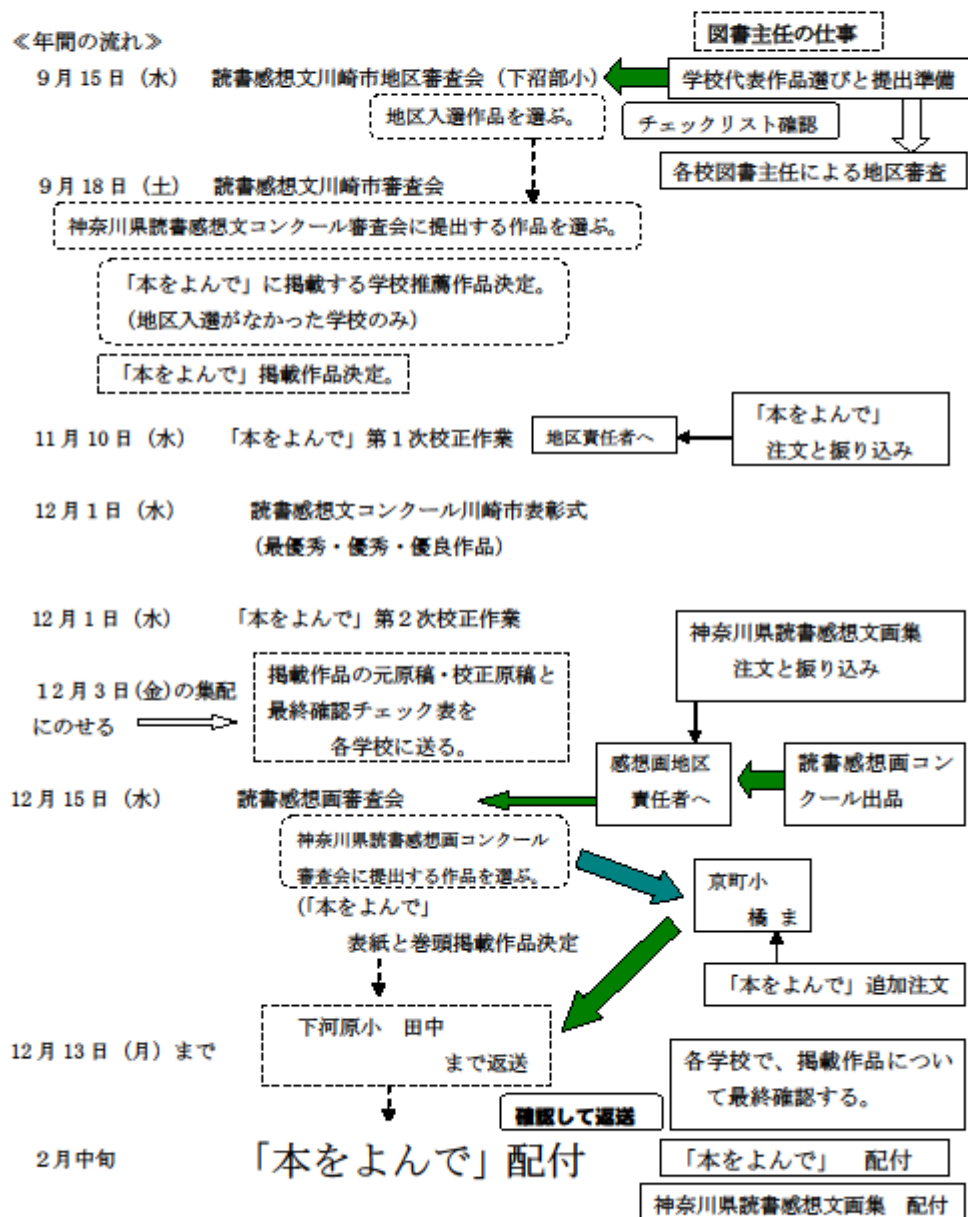 ≪年間の流れ≫
図書主任の仕事
9月15日（水）　読書感想文川崎市地区審査会（下沼部小）
学校代表作品選びと提出準備
地区入選作品を選ぶ。
チェックリスト確認
各校図書主任による地区審査
9月18日（土）　読書感想文川崎市審査会
神奈川県読書感想文コンクール審査会に提出する作品を選ぶ。
「本をよんで」に掲載する学校推薦作品決定。
（地区入選がなかった学校のみ）
「本をよんで」掲載作品決定。
11月10日（水）　「本をよんで」第１次校正作業
地区責任者へ
「本をよんで」
注文と振り込み
12月1日（水）　読書感想文コンクール川崎市表彰式
（最優秀・優秀・優良作品）
12月1日（水）　「本をよんで」第２次校正作業
神奈川県読書感想文画集
注文と振り込み
１２月３日(金)の集配
にのせる
掲載作品の元原稿・校正原稿と
最終確認チェック表を
各学校に送る。
感想画地区
責任者へ
読書感想画コン
クール出品
12月15日（水）　読書感想画審査会
神奈川県読書感想画コンクール
審査会に提出する作品を選ぶ。
(「本をよんで」
表紙と巻頭掲載作品決定
京町小
橘 ま
「本をよんで」追加注文
下河原小　田中
まで返送
12月13日（月）まで
各学校で、掲載作品につい
て最終確認する。
確認して返送
2月中旬　「本をよんで」配付
「本をよんで」　配付
神奈川県読書感想文画集　配付